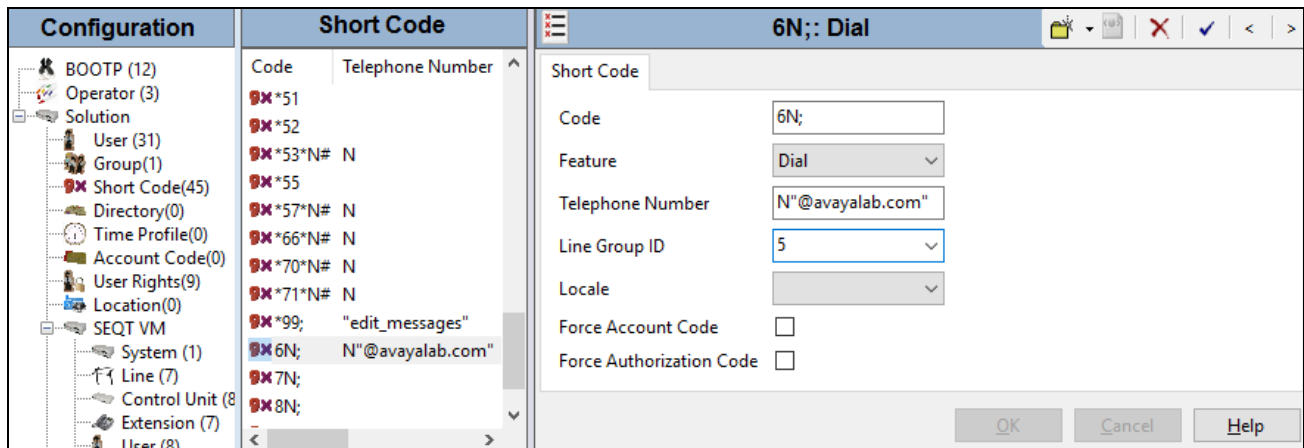 Configuration
BOOTP (12)
Operator (3)
Solution
User (31)
Group(1)
Short Code(45)
Directory(0)
Time Profile(0)
Account Code(0)
User Rights(9)
Location(0)
SEQT VM
System (1)
Line (7)
Control Unit (8
Extension (7)
User (8)
Short Code
Code Telephone Number
*51
*52
*53*N# N
*55
*57*N# N
*66*N# N
*70*N# N
*71*N# N
*99; "edit_messages"
6N; N"@avayalab.com"
7N;
8N;
6N;: Dial
Short Code
Code 6N;
Feature Dial
Telephone Number N"@avayalab.com"
Line Group ID 5
Locale
Force Account Code
Force Authorization Code
OK Cancel Help